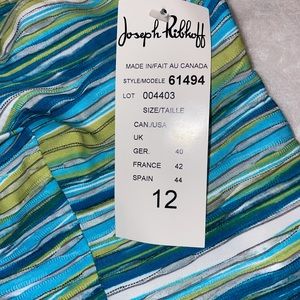 Joseph Ribkoff
MADE IN/FAIT AU CANADA
STYLE/MODELE 61494
LOT 004403
SIZE/TAILLE
CAN./USA
UK
GER. 40
FRANCE 42
SPAIN 44
12